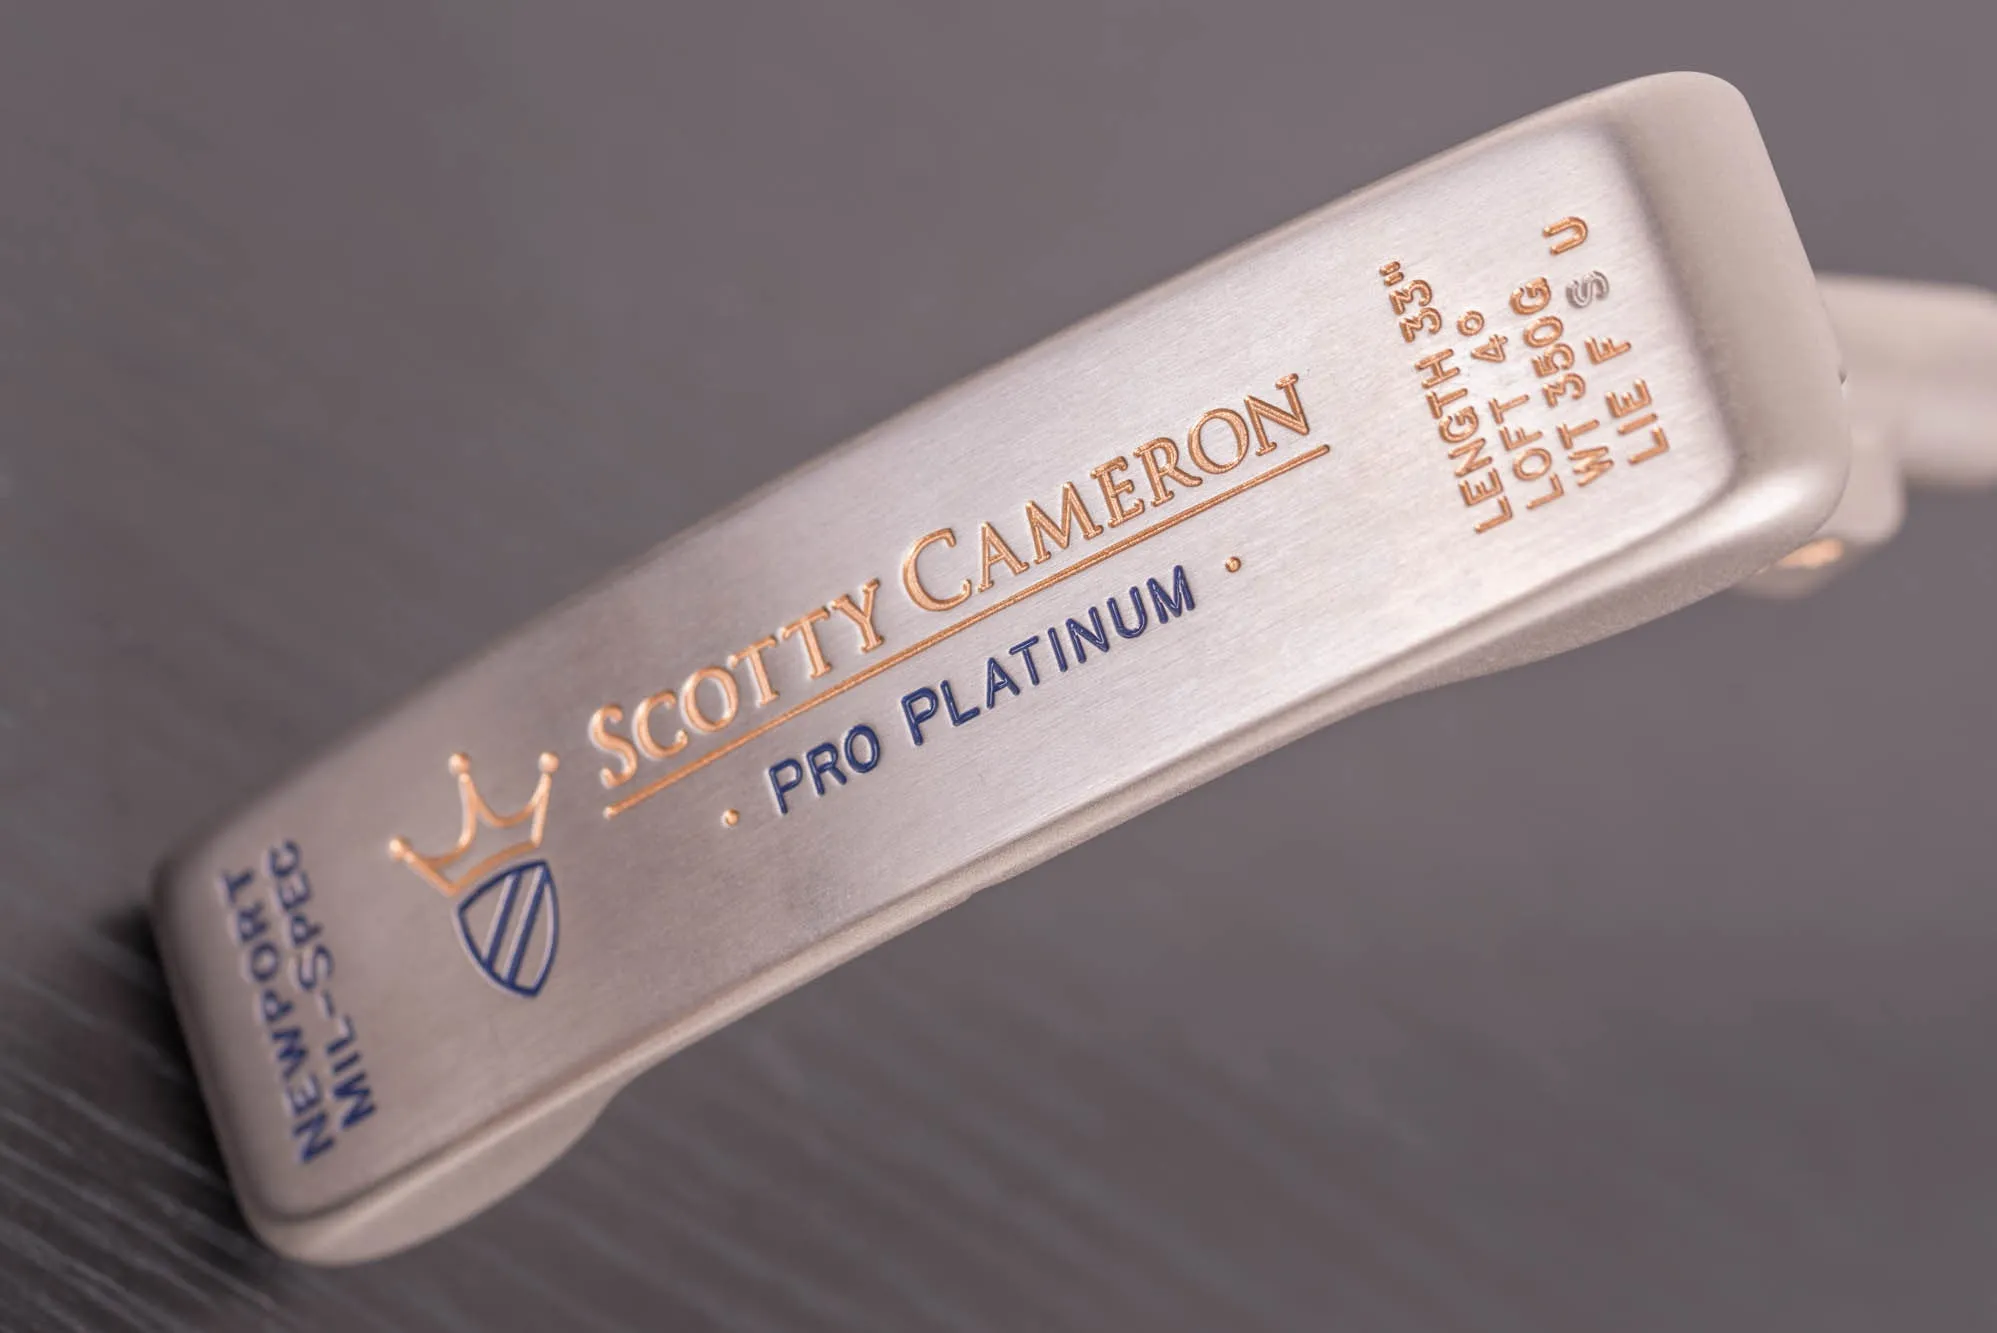 SCOTTY CAMERON
· PRO PLATINUM ·
NEWPORT
MIL-SPEC
LENGTH 33"
LOFT 4°
WT 350G
LIE F S U